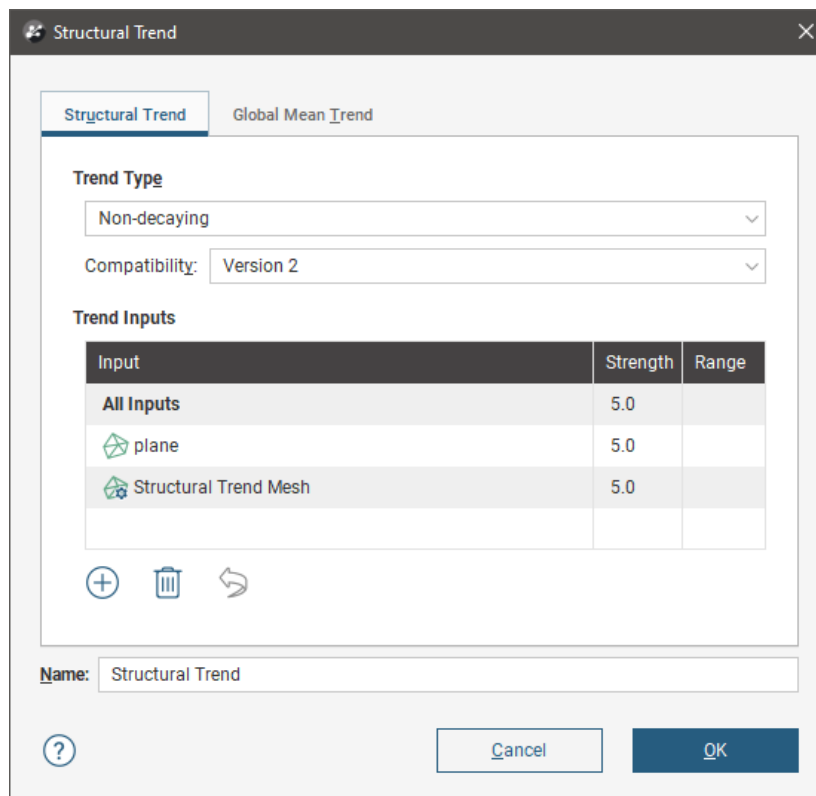 Structural Trend
Structural Trend Global Mean Trend
Trend Type
Non-decaying
Compatibility: Version 2
Trend Inputs
Input Strength Range
All Inputs 5.0
plane 5.0
Structural Trend Mesh 5.0
Name: Structural Trend
? Cancel OK